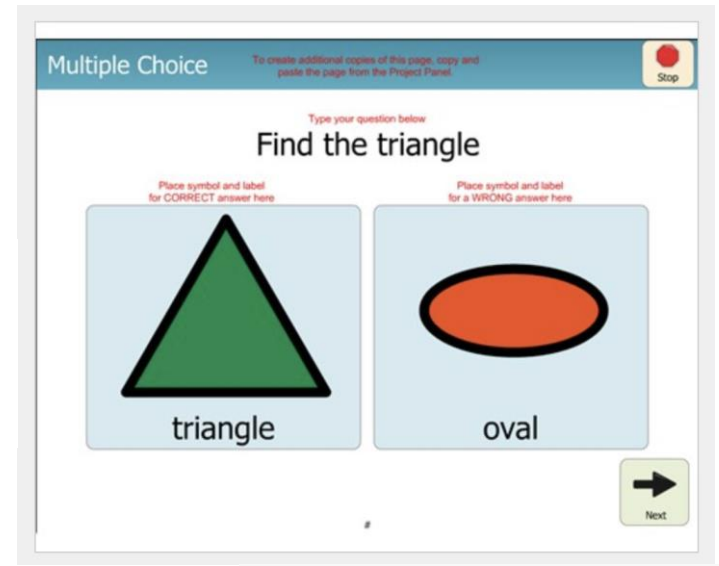 Multiple Choice
To create additional copies of this page, copy and
paste the page from the Project Panel.
Stop
Type your question below
Find the triangle
Place symbol and label
for CORRECT answer here
Place symbol and label
for a WRONG answer here
triangle
oval
Next
#